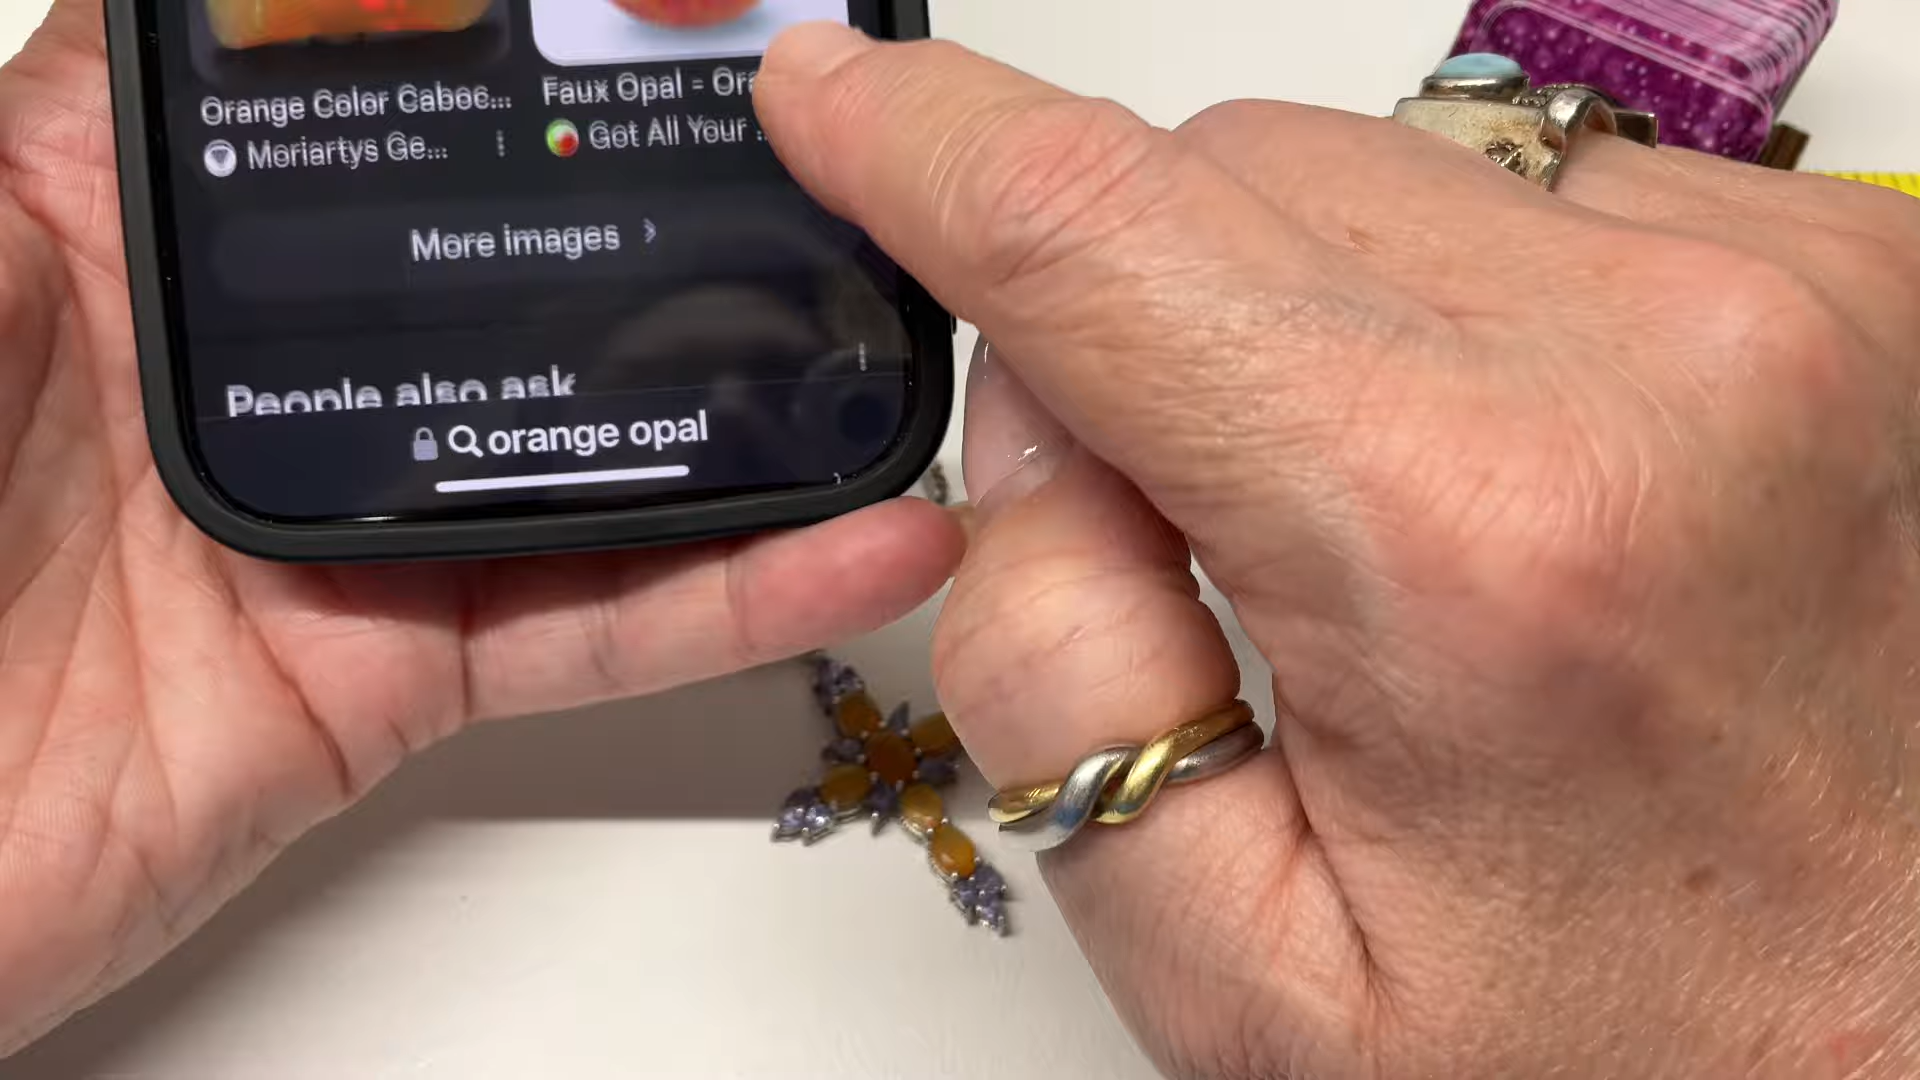 Orange Color Caboc...
Faux Opal = Ora
Moriartys Ge...
Got All Your
More images
People also ask
orange opal